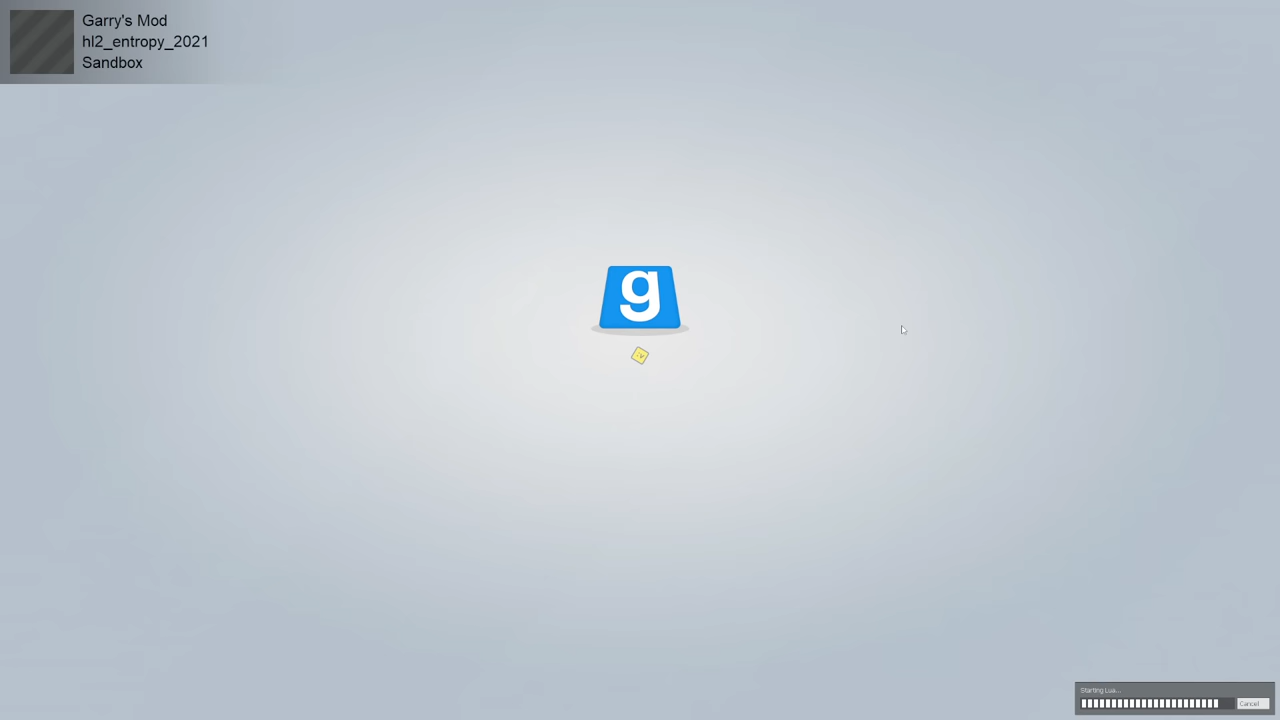 Garry's Mod
hl2_entropy_2021
Sandbox
g
Starting Lua...
Cancel